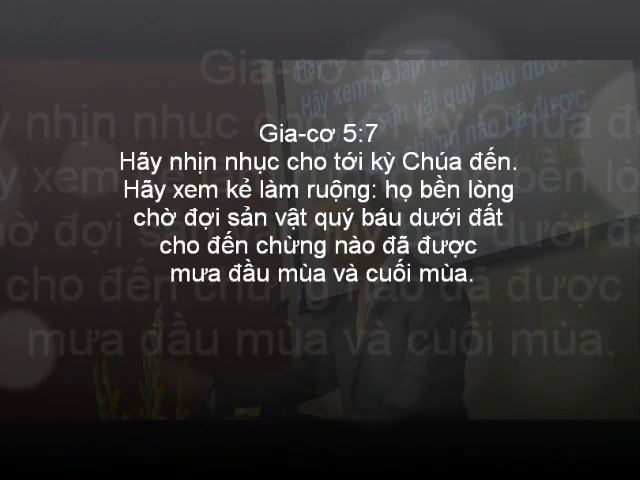 Gia-cơ 5:7
Hãy nhịn nhục cho tới kỳ Chúa đến.
Hãy xem kẻ làm ruộng: họ bền lòng
chờ đợi sản vật quý báu dưới đất
cho đến chừng nào đã được
mưa đầu mùa và cuối mùa.